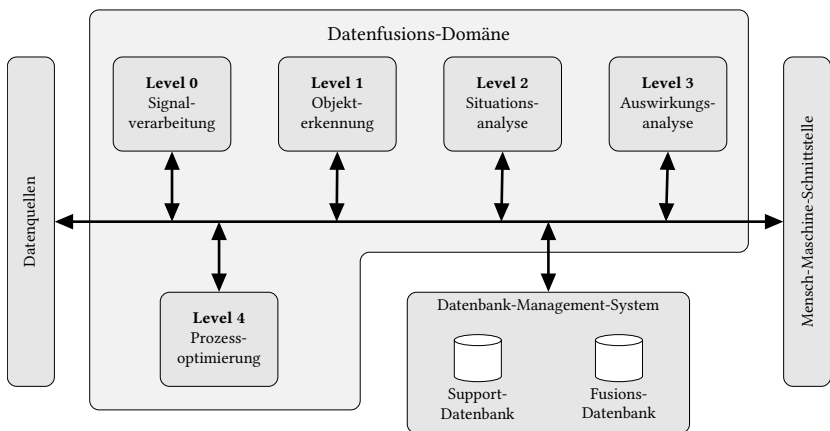 Datenfusions-Domäne
Level 0
Signal-
verarbeitung
Level 1
Objekt-
erkennung
Level 2
Situations-
analyse
Level 3
Auswirkungs-
analyse
Datenquellen
Mensch-Maschine-Schnittstelle
Level 4
Prozess-
optimierung
Datenbank-Management-System
Support-
Datenbank
Fusions-
Datenbank